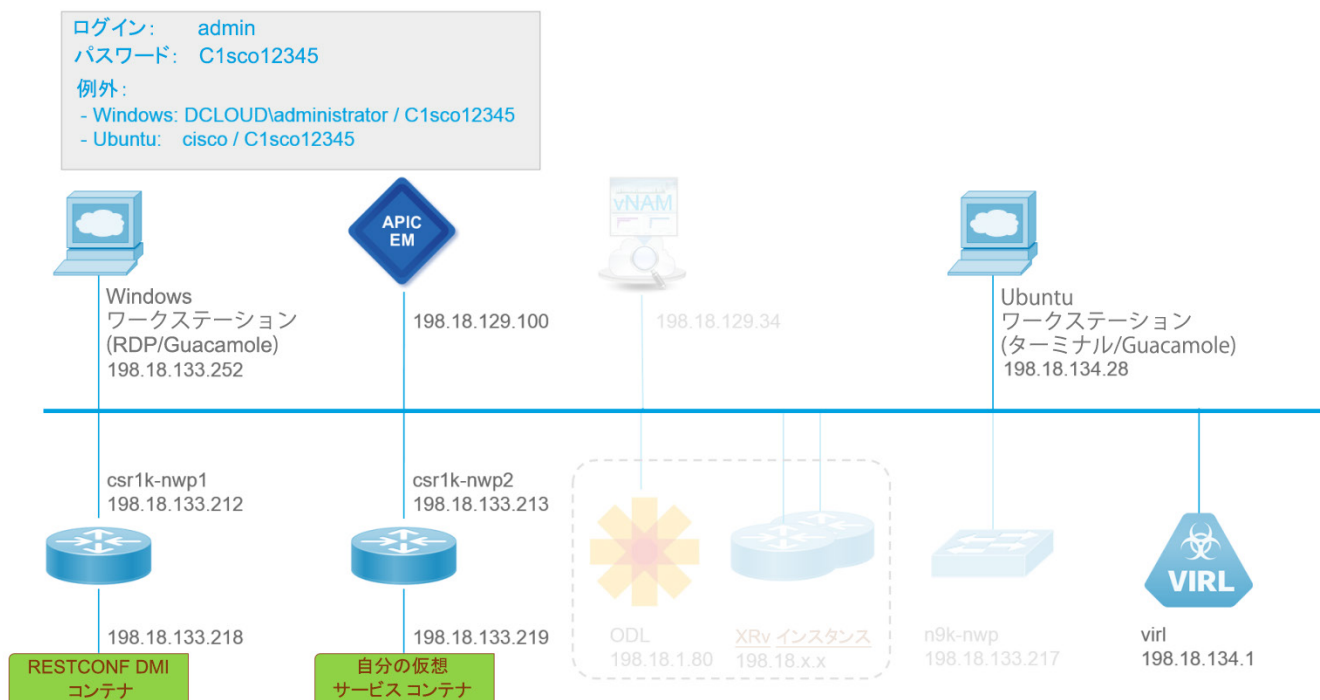 ログイン: admin
パスワード: C1sco12345
例外:
- Windows: DCLOUD\administrator / C1sco12345
- Ubuntu: cisco / C1sco12345
APIC
EM
vNAM
Windows
ワークステーション
(RDP/Guacamole)
198.18.133.252
198.18.129.100
198.18.129.34
Ubuntu
ワークステーション
(ターミナル/Guacamole)
198.18.134.28
csr1k-nwp1
198.18.133.212
csr1k-nwp2
198.18.133.213
VIRL
198.18.133.218
198.18.133.219
ODL
198.18.1.80
XRv インスタンス
198.18.x.x
n9k-nwp
198.18.133.217
virl
198.18.134.1
RESTCONF DMI
コンテナ
自分の仮想
サービス コンテナ